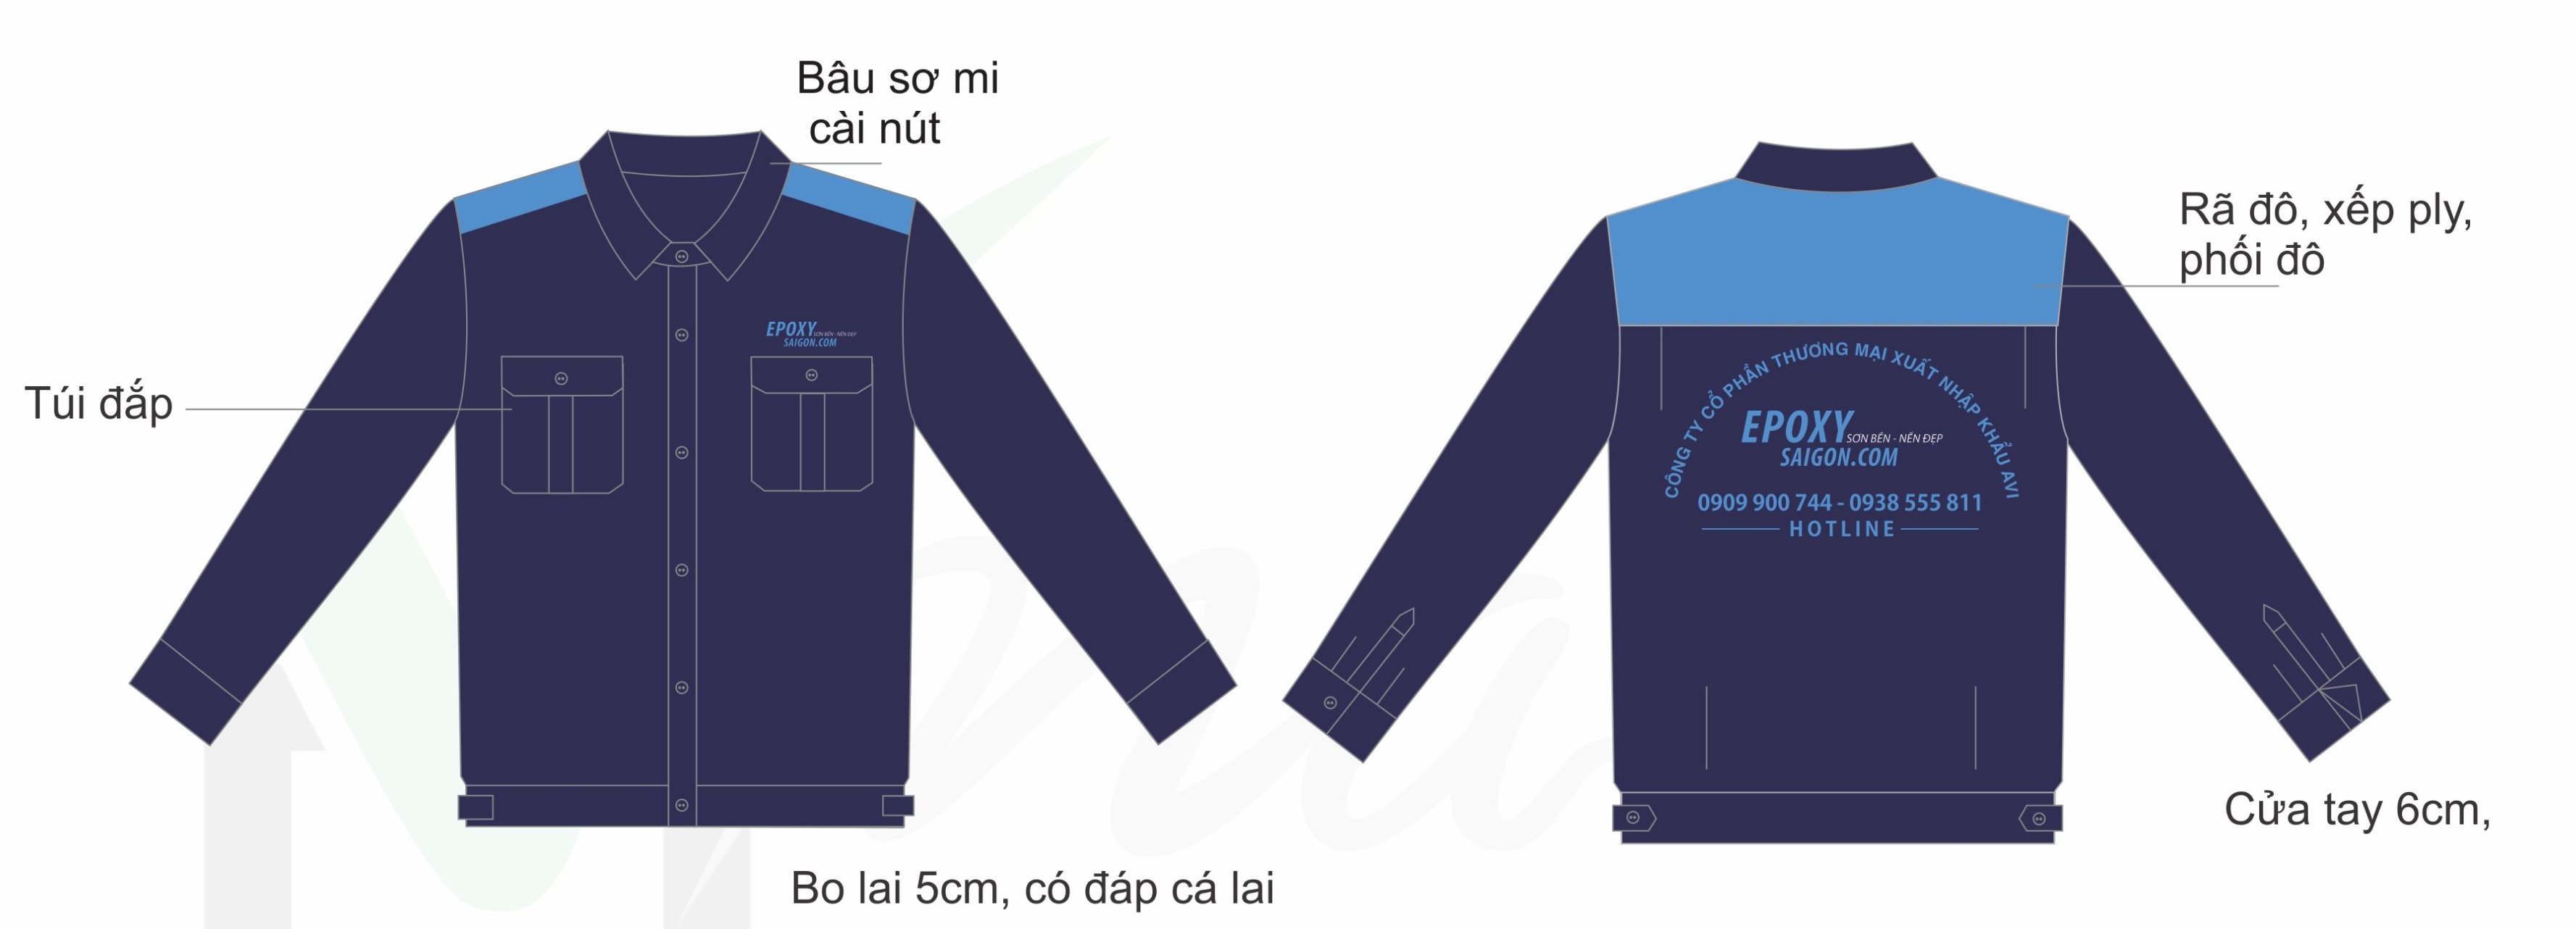 Bâu sơ mi
cài nút
Túi đắp
EPOXY SƠN BỀN - NỀN ĐẸP
SAIGON.COM
Bo lai 5cm, có đáp cá lai
Rã đô, xếp ply,
phối đô
CÔNG TY CỔ PHẦN THƯƠNG MẠI XUẤT NHẬP KHẨU AVI
EPOXY SƠN BỀN - NỀN ĐẸP
SAIGON.COM
0909 900 744 - 0938 555 811
HOTLINE
Cửa tay 6cm,